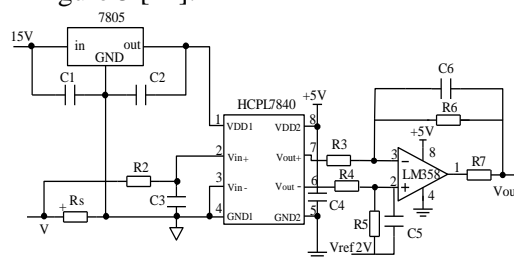 7805
15V
in
out
GND
C1
C2
HCPL7840
+5V
C6
1
VDD1
VDD2
8
R6
+5V
R2
2
Vin+
Vout+
7
R3
3
8
R7
3
Vin-
Vout-
6
R4
2
LM358
1
+
Rs
C3
C4
4
Vou
V
4
GND1
GND2
5
R5
C5
Vref 2V